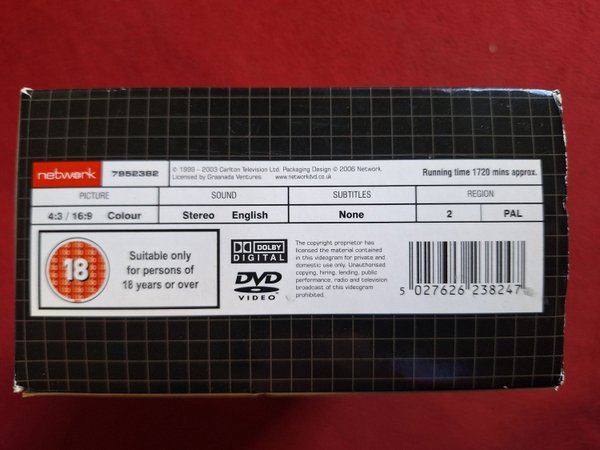 network 7952382
© 1999 – 2003 Carlton Television Ltd. Packaging Design © 2006 Network.
Licensed by Graanada Ventures. www.networkdvd.co.uk
Running time 1720 mins approx.
PICTURE SOUND SUBTITLES REGION
4:3 / 16:9 Colour Stereo English None 2 PAL
18
Suitable only
for persons of
18 years or over
DOLBY
DIGITAL
DVD
VIDEO
The copyright proprietor has
licensed the material contained
in this videogram for private and
domestic use only. Unauthorised
copying, hiring, lending, public
performance, radio and television
broadcast of this videogram
prohibited.
5 027626 238247